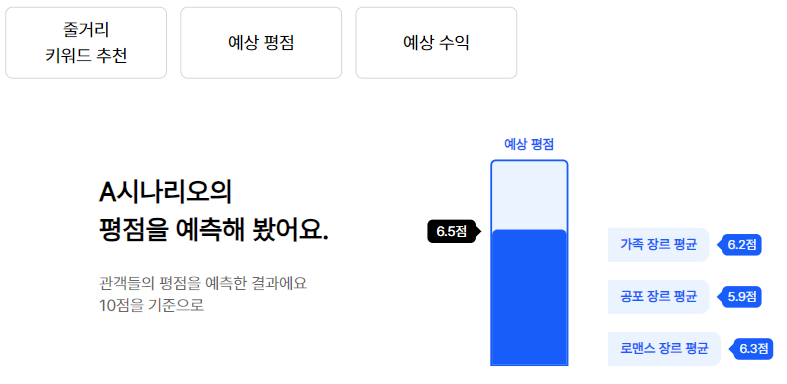 줄거리
키워드 추천
예상 평점
예상 수익
예상 평점
A시나리오의
평점을 예측해 봤어요.
6.5점
관객들의 평점을 예측한 결과에요
10점을 기준으로
가족 장르 평균
6.2점
공포 장르 평균
5.9점
로맨스 장르 평균
6.3점